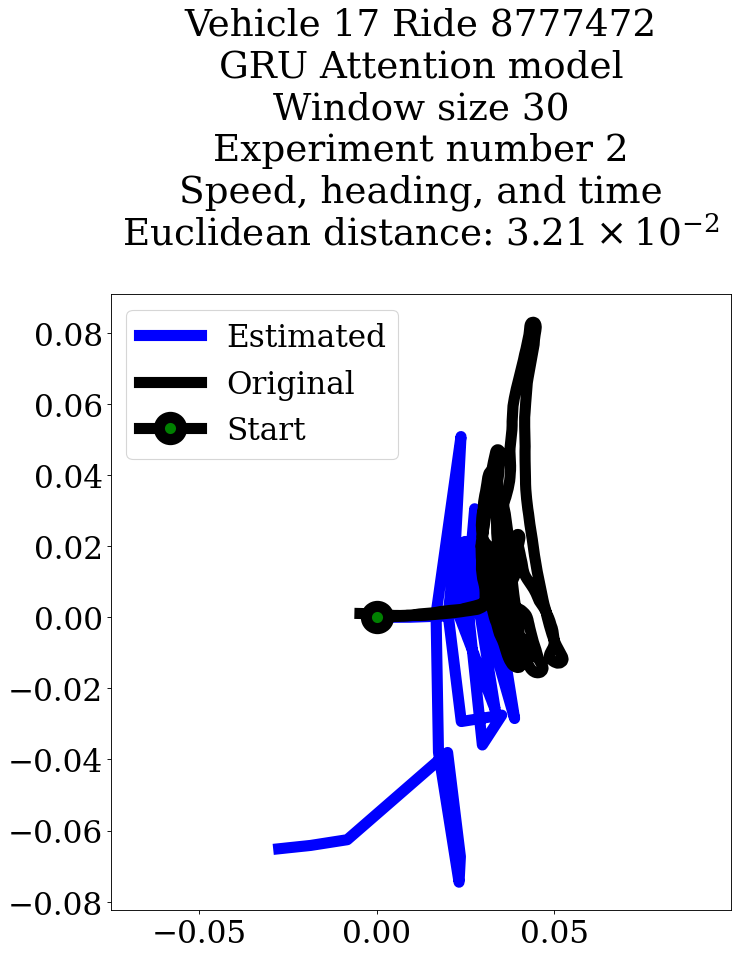 Vehicle 17 Ride 8777472
GRU Attention model
Window size 30
Experiment number 2
Speed, heading, and time
Euclidean distance: 3.21 × 10⁻²
Estimated
Original
Start
0.08
0.06
0.04
0.02
0.00
−0.02
−0.04
−0.06
−0.08
−0.05
0.00
0.05